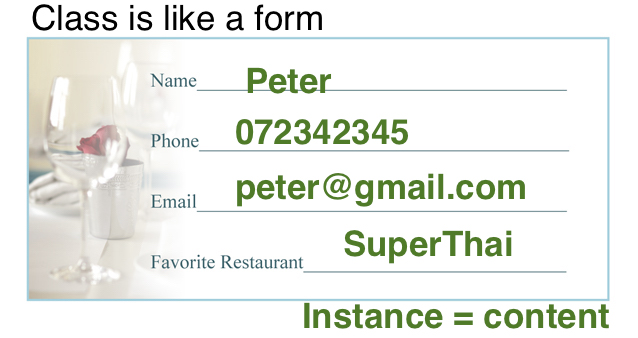 Class is like a form
Name Peter
Phone 072342345
Email peter@gmail.com
Favorite Restaurant SuperThai
Instance = content